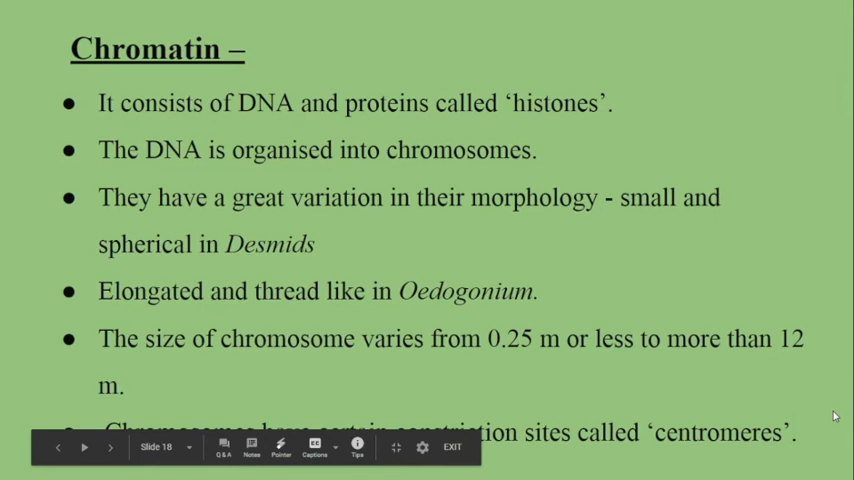 Chromatin –
● It consists of DNA and proteins called ‘histones’.
● The DNA is organised into chromosomes.
● They have a great variation in their morphology - small and
spherical in Desmids
● Elongated and thread like in Oedogonium.
● The size of chromosome varies from 0.25 m or less to more than 12
m.
● Chromosomes have certain constriction sites called ‘centromeres’.
Slide 18
Q&A Notes Pointer Captions Tips EXIT